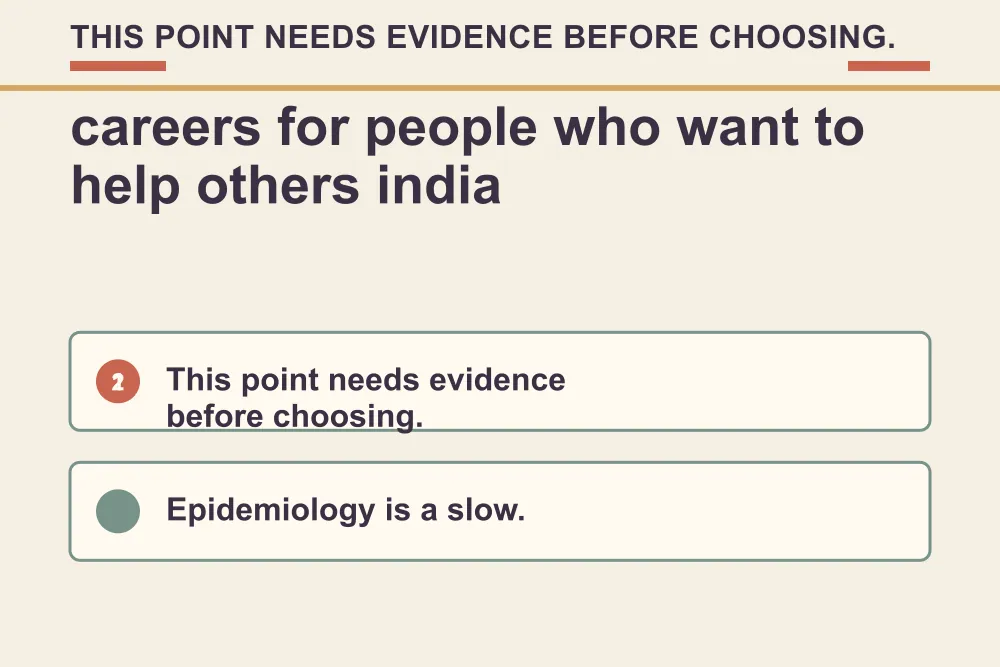 THIS POINT NEEDS EVIDENCE BEFORE CHOOSING.
careers for people who want to
help others india
2
This point needs evidence
before choosing.
Epidemiology is a slow.